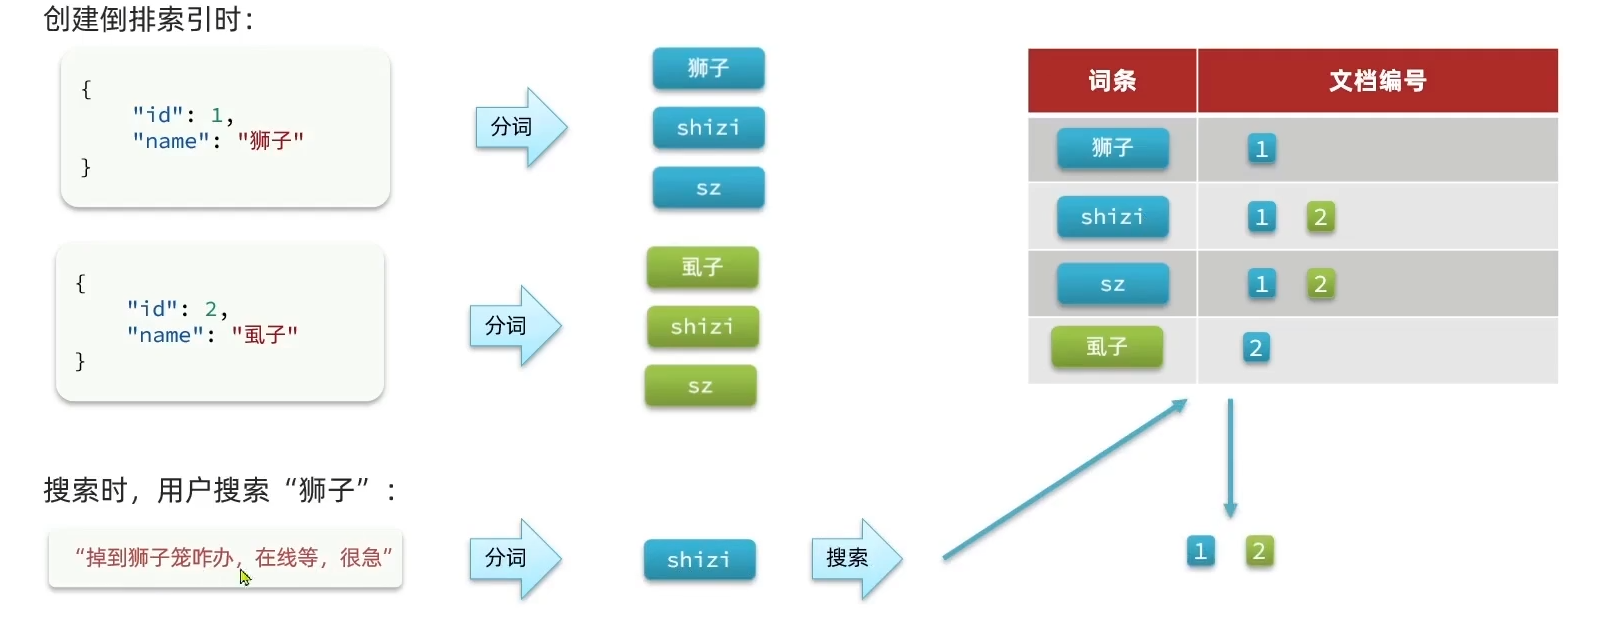 创建倒排索引时：
{
"id": 1,
"name": "狮子"
}
分词
狮子
shizi
sz
{
"id": 2,
"name": "虱子"
}
分词
虱子
shizi
sz
词条 文档编号
狮子 1
shizi 1 2
sz 1 2
虱子 2
搜索时，用户搜索“狮子”：
“掉到狮子笼咋办，在线等，很急”
分词
shizi
搜索
1 2